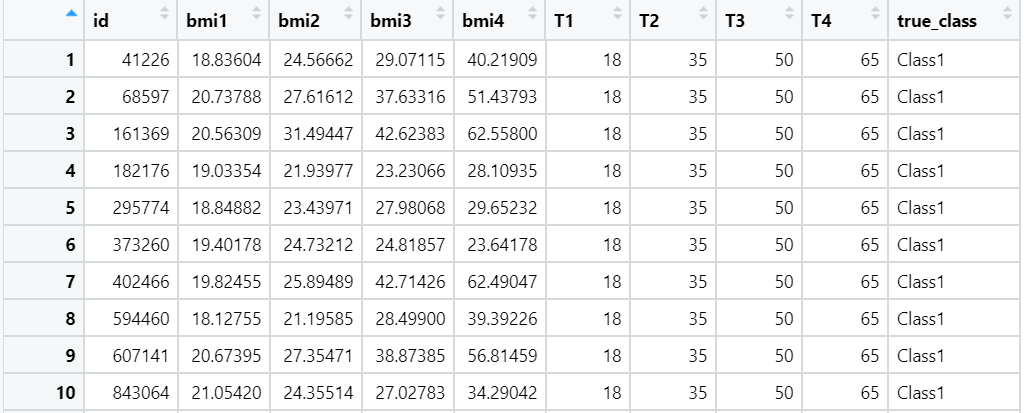 id bmi1 bmi2 bmi3 bmi4 T1 T2 T3 T4 true_class
1 41226 18.83604 24.56662 29.07115 40.21909 18 35 50 65 Class1
2 68597 20.73788 27.61612 37.63316 51.43793 18 35 50 65 Class1
3 161369 20.56309 31.49447 42.62383 62.55800 18 35 50 65 Class1
4 182176 19.03354 21.93977 23.23066 28.10935 18 35 50 65 Class1
5 295774 18.84882 23.43971 27.98068 29.65232 18 35 50 65 Class1
6 373260 19.40178 24.73212 24.81857 23.64178 18 35 50 65 Class1
7 402466 19.82455 25.89489 42.71426 62.49047 18 35 50 65 Class1
8 594460 18.12755 21.19585 28.49900 39.39226 18 35 50 65 Class1
9 607141 20.67395 27.35471 38.87385 56.81459 18 35 50 65 Class1
10 843064 21.05420 24.35514 27.02783 34.29042 18 35 50 65 Class1